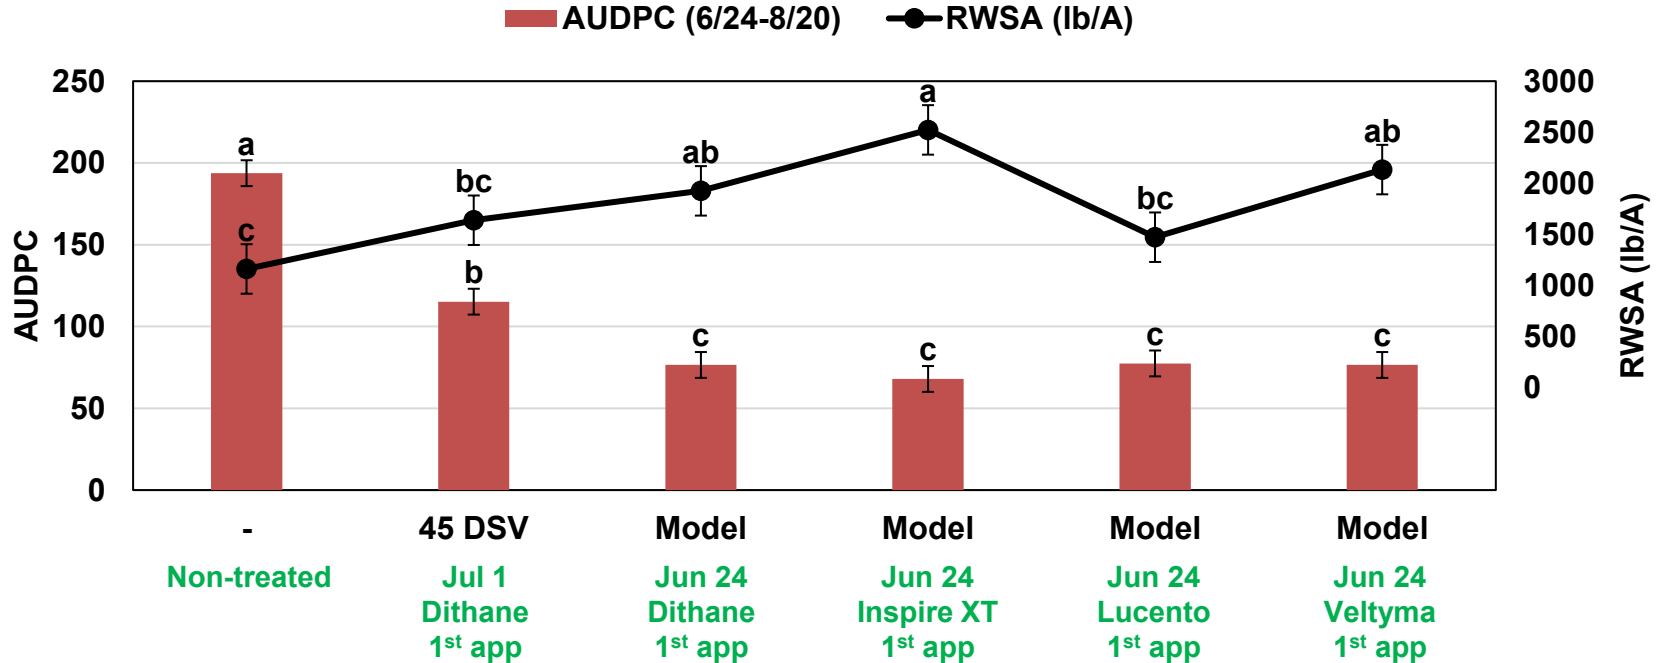 AUDPC (6/24-8/20) RWSA (lb/A)
250
200
150
100
50
0
AUDPC
3000
2500
2000
1500
1000
500
0
RWSA (lb/A)
a
c
bc
b
ab
c
a
c
bc
c
ab
c
- 45 DSV Model Model Model Model
Non-treated Jul 1 Jun 24 Jun 24 Jun 24 Jun 24
Dithane Dithane Inspire XT Lucento Veltyma
1st app 1st app 1st app 1st app 1st app